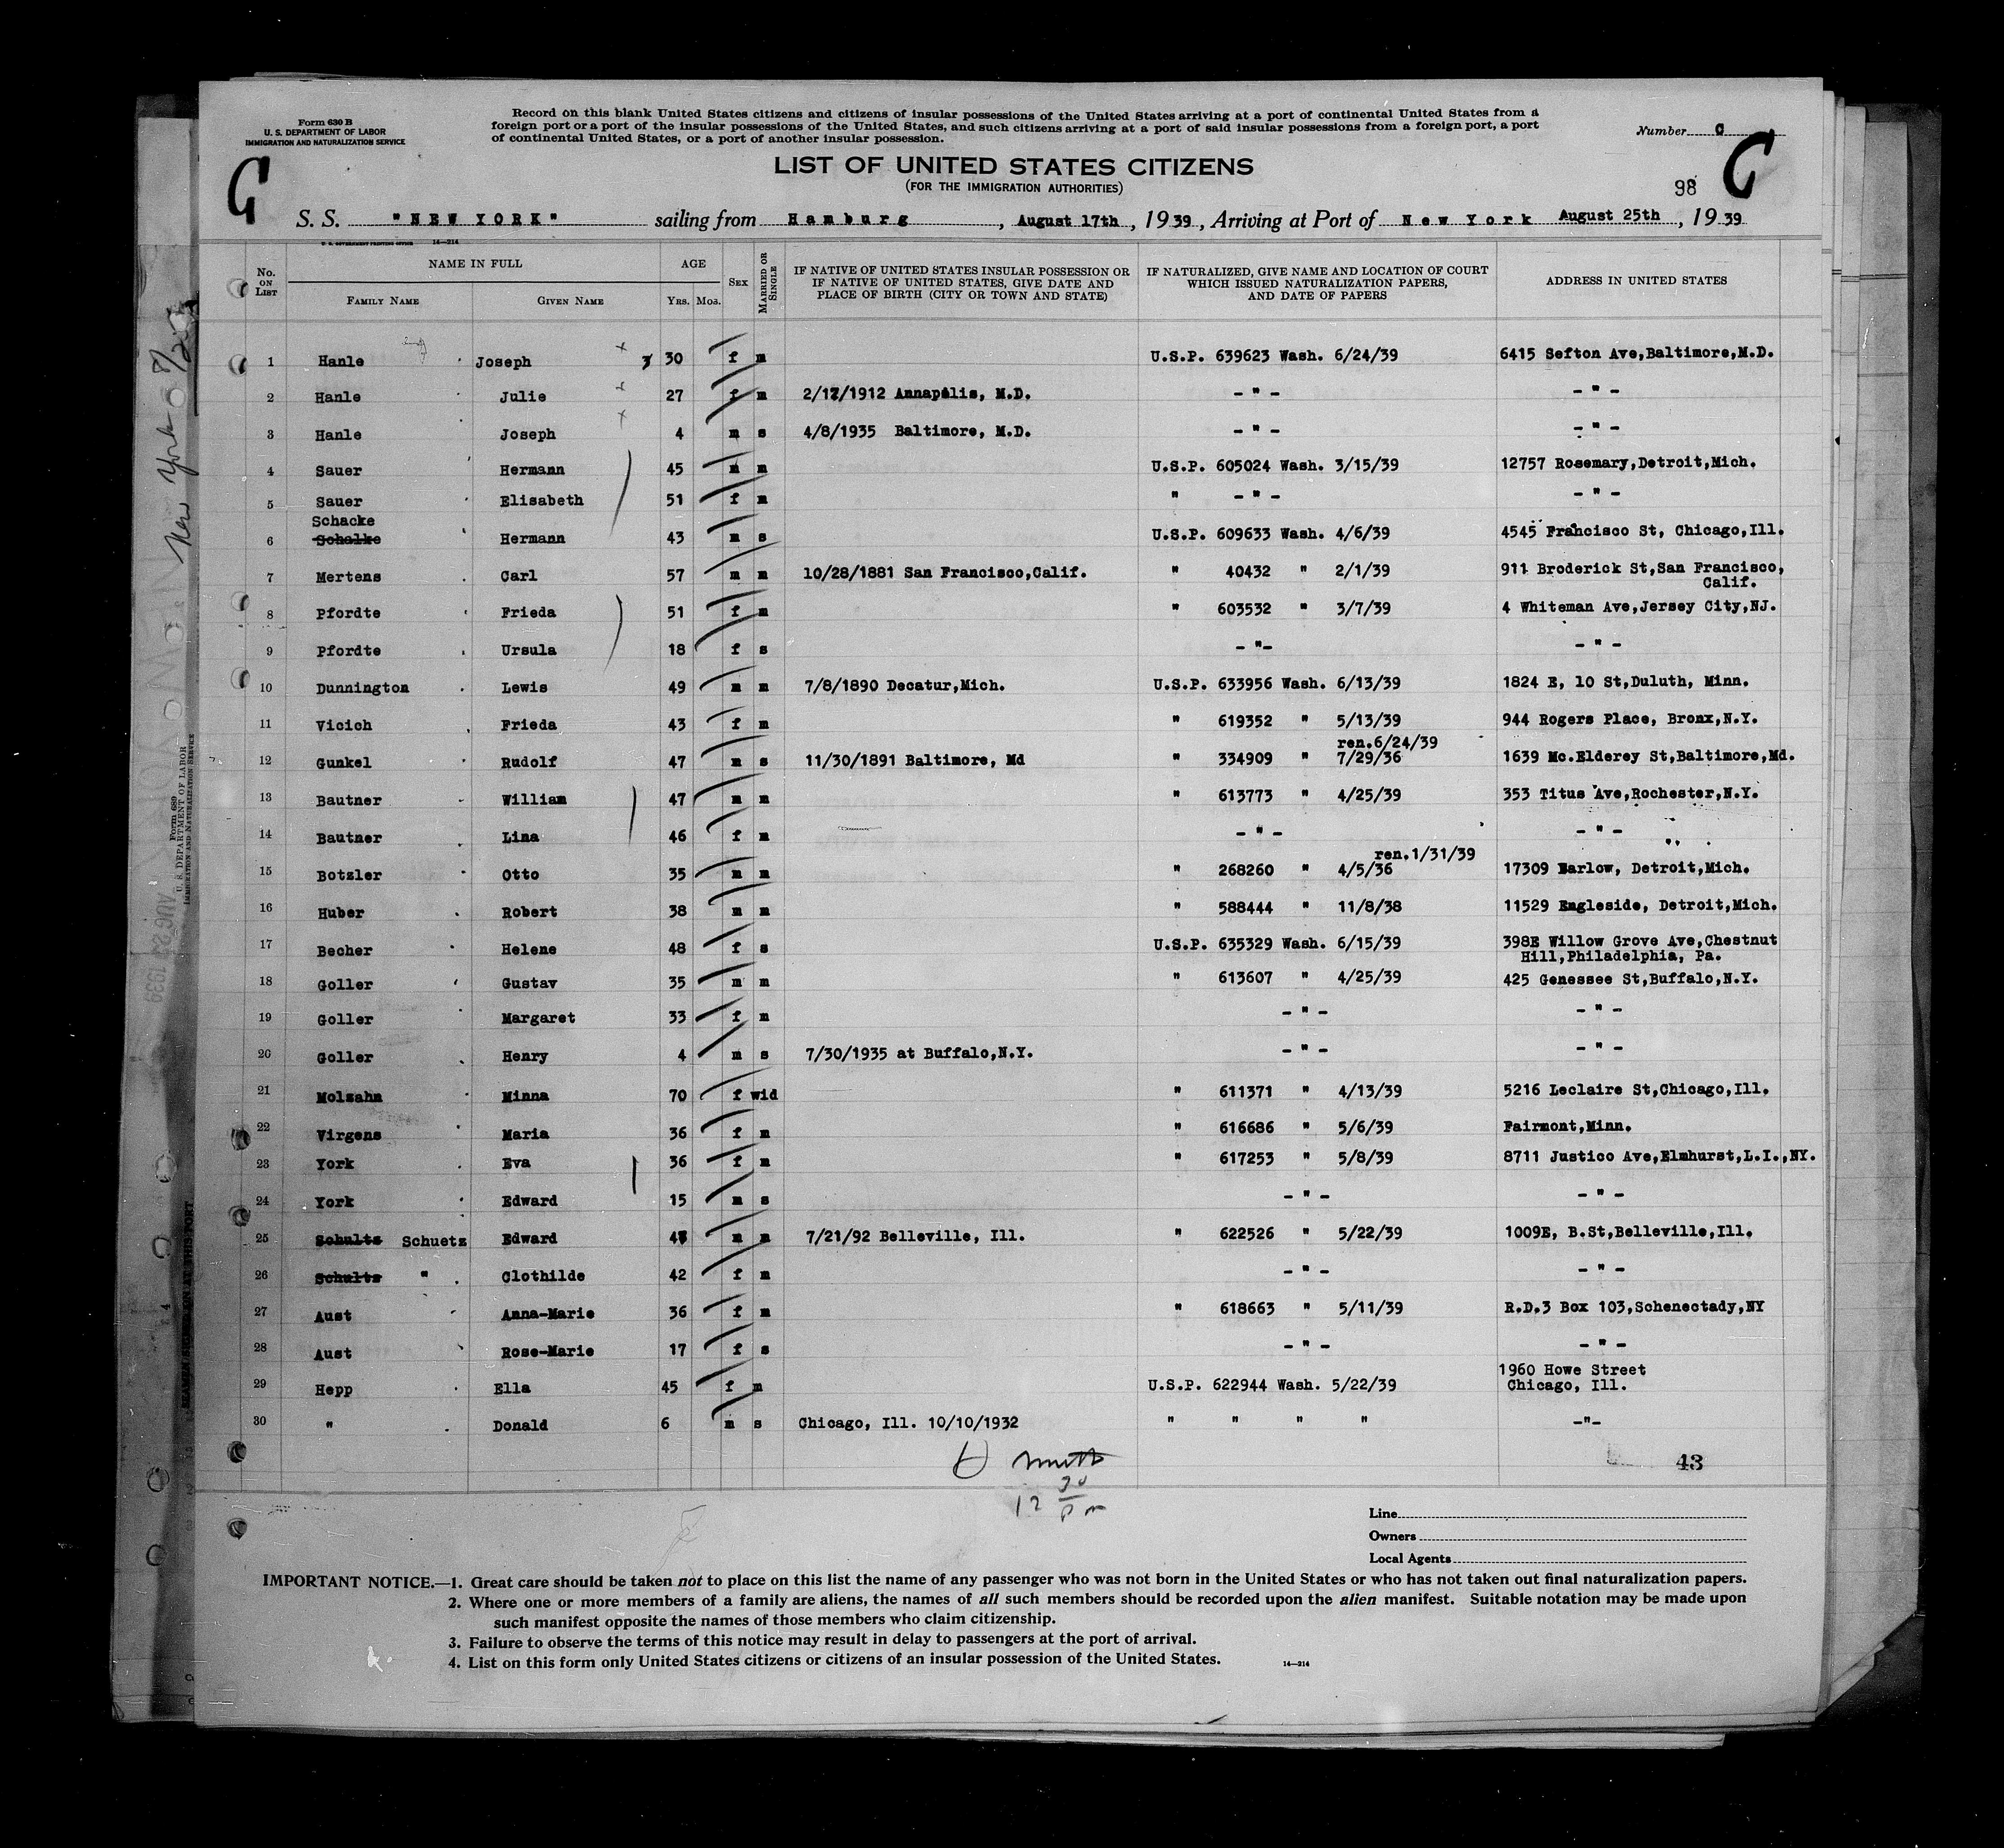 Form 630 B
U. S. DEPARTMENT OF LABOR
IMMIGRATION AND NATURALIZATION SERVICE
Record on this blank United States citizens and citizens of insular possessions of the United States arriving at a port of continental United States from a
foreign port or a port of the insular possessions of the United States, and such citizens arriving at a port of said insular possessions from a foreign port, a port
of continental United States, or a port of another insular possession.
Number C
G
LIST OF UNITED STATES CITIZENS
(FOR THE IMMIGRATION AUTHORITIES)
98 G
S. S. "NEW YORK" sailing from Hamburg, August 17th, 1939, Arriving at Port of New York August 25th, 1939
U. S. GOVERNMENT PRINTING OFFICE 14—214
No. ON LIST NAME IN FULL FAMILY NAME GIVEN NAME AGE YRS. MOS. SEX MARRIED OR SINGLE IF NATIVE OF UNITED STATES INSULAR POSSESSION OR IF NATIVE OF UNITED STATES, GIVE DATE AND PLACE OF BIRTH (CITY OR TOWN AND STATE) IF NATURALIZED, GIVE NAME AND LOCATION OF COURT WHICH ISSUED NATURALIZATION PAPERS, AND DATE OF PAPERS ADDRESS IN UNITED STATES
1 Hanle Joseph 30 f m U.S.P. 639623 Wash. 6/24/39 6415 Sefton Ave,Baltimore,M.D.
2 Hanle Julie 27 f m 2/12/1912 Annapolis, M.D. - " - - " -
3 Hanle Joseph 4 m s 4/8/1935 Baltimore, M.D. - " - - " -
4 Sauer Hermann 45 m m U.S.P. 605024 Wash. 3/15/39 12757 Rosemary,Detroit,Mich.
5 Sauer Elisabeth 51 f m " - " - - " -
Schacke
6 Schalke Hermann 43 m s U.S.P. 609633 Wash. 4/6/39 4545 Francisco St, Chicago,Ill.
7 Mertens Carl 57 m m 10/28/1881 San Francisco,Calif. " 40432 " 2/1/39 911 Broderick St,San Francisco,
Calif.
8 Pfordte Frieda 51 f m " 603532 " 3/7/39 4 Whiteman Ave,Jersey City,NJ.
9 Pfordte Ursula 18 f s - "- - " -
10 Dunnington Lewis 49 m m 7/8/1890 Decatur,Mich. U.S.P. 633956 Wash. 6/13/39 1824 E, 10 St,Duluth, Minn.
11 Vicich Frieda 43 f m " 619352 " 5/13/39 944 Rogers Place, Bronx,N.Y.
ren.6/24/39
12 Gunkel Rudolf 47 m s 11/30/1891 Baltimore, Md " 334909 " 7/29/36 1639 Mc.Elderey St,Baltimore,Md.
13 Bautner William 47 m m " 613773 " 4/25/39 353 Titus Ave,Rochester,N.Y.
14 Bautner Lina 46 f m - " - - " -
ren.1/31/39
15 Botzler Otto 35 m m " 268260 " 4/5/36 17309 Barlow, Detroit,Mich.
16 Huber Robert 38 m m " 588444 " 11/8/38 11529 Engleside, Detroit,Mich.
17 Becher Helene 48 f s U.S.P. 635329 Wash. 6/15/39 398E Willow Grove Ave,Chestnut
Hill,Philadelphia, Pa.
18 Goller Gustav 35 m m " 613607 " 4/25/39 425 Genessee St,Buffalo,N.Y.
19 Goller Margaret 33 f m - " - - " -
20 Goller Henry 4 m s 7/30/1935 at Buffalo,N.Y. - " - - " -
21 Molzahn Minna 70 f wid " 611371 " 4/13/39 5216 Leclaire St,Chicago,Ill.
22 Virgens Maria 36 f m " 616686 " 5/6/39 Fairmont,Minn.
23 York Eva 36 f m " 617253 " 5/8/39 8711 Justico Ave,Elmhurst,L.I.,NY.
24 York Edward 15 m s - " - - " -
25 Schultz Schuetz Edward 47 m m 7/21/92 Belleville, Ill. " 622526 " 5/22/39 1009E, B.St,Belleville,Ill.
26 Schultz " Clothilde 42 f m - " - - " -
27 Aust Anna-Marie 36 f m " 618663 " 5/11/39 R.D.3 Box 103,Schenectady,NY
28 Aust Rose-Marie 17 f s - " - - " -
1960 Howe Street
29 Hepp Ella 45 f m U.S.P. 622944 Wash. 5/22/39 Chicago, Ill.
30 " Donald 6 m s Chicago, Ill. 10/10/1932 " " " " -"-
43
12 30 pm
Line
Owners
Local Agents
IMPORTANT NOTICE.—1. Great care should be taken not to place on this list the name of any passenger who was not born in the United States or who has not taken out final naturalization papers.
2. Where one or more members of a family are aliens, the names of all such members should be recorded upon the alien manifest. Suitable notation may be made upon
such manifest opposite the names of those members who claim citizenship.
3. Failure to observe the terms of this notice may result in delay to passengers at the port of arrival.
4. List on this form only United States citizens or citizens of an insular possession of the United States.
14—214
New York
Form 689
U. S. DEPARTMENT OF LABOR
IMMIGRATION AND NATURALIZATION SERVICE